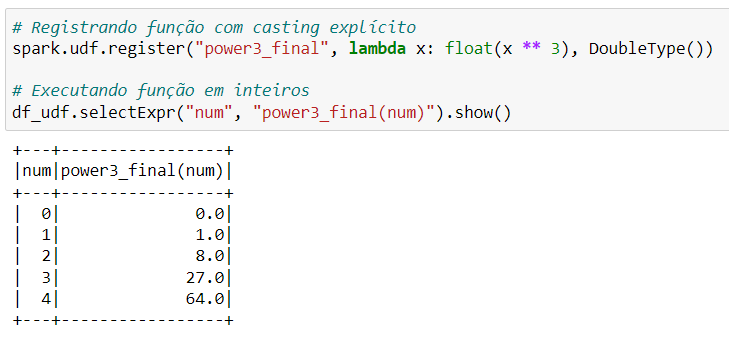 # Registrando função com casting explícito
spark.udf.register("power3_final", lambda x: float(x ** 3), DoubleType())
# Executando função em inteiros
df_udf.selectExpr("num", "power3_final(num)").show()
+---+-----------------+
|num|power3_final(num)|
+---+-----------------+
|  0|              0.0|
|  1|              1.0|
|  2|              8.0|
|  3|             27.0|
|  4|             64.0|
+---+-----------------+